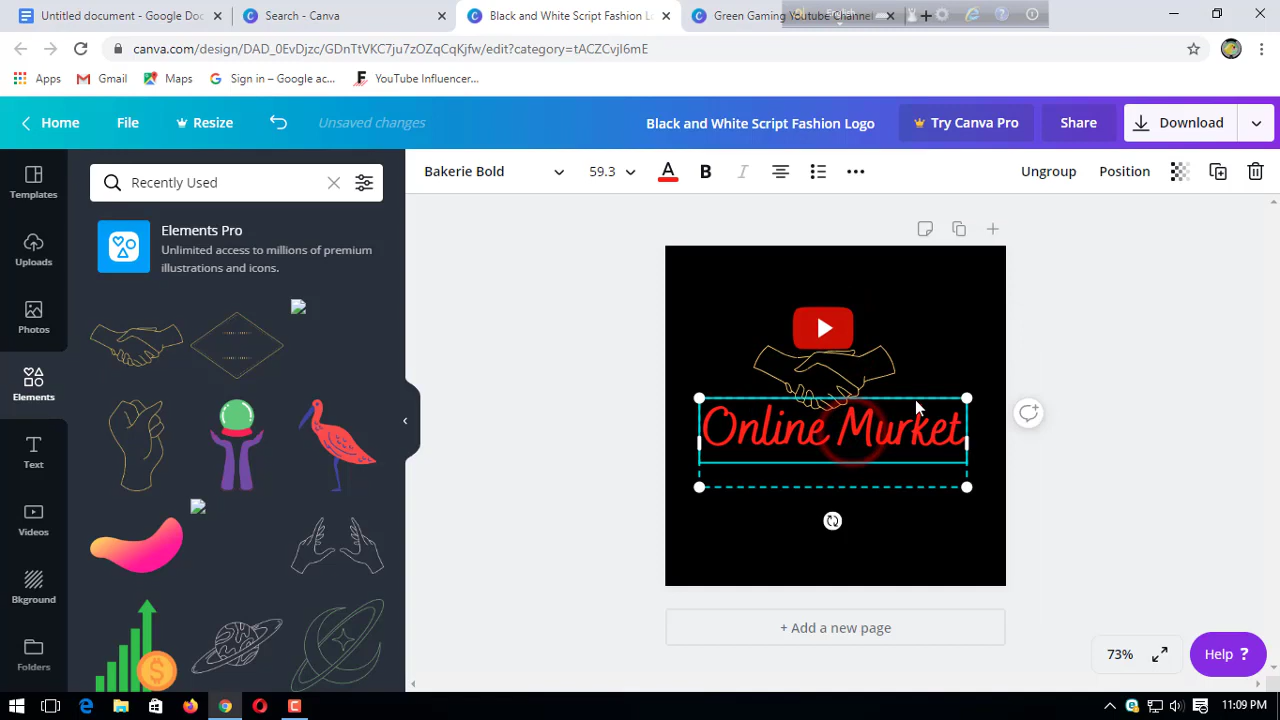 Undocumented document - Google Doc
Search - Canva
Black and White Script Fashion L
Green Gaming Youtube Channel
English
canva.com/design/DAD_0EvDjzc/GDnTtVKC7ju7zOZqCqKjfw/edit?category=tACZCvjI6mE
Apps
Gmail
Maps
Sign in – Google ac...
YouTube Influencer...
Home
File
Resize
Unsaved changes
Black and White Script Fashion Logo
Try Canva Pro
Share
Download
Templates
Uploads
Photos
Elements
Text
Videos
Bkground
Folders
Recently Used
Elements Pro
Unlimited access to millions of premium
illustrations and icons.
Bakerie Bold
59.3
A
B
I
Ungroup
Position
Online Murket
+ Add a new page
73%
Help ?
11:09 PM